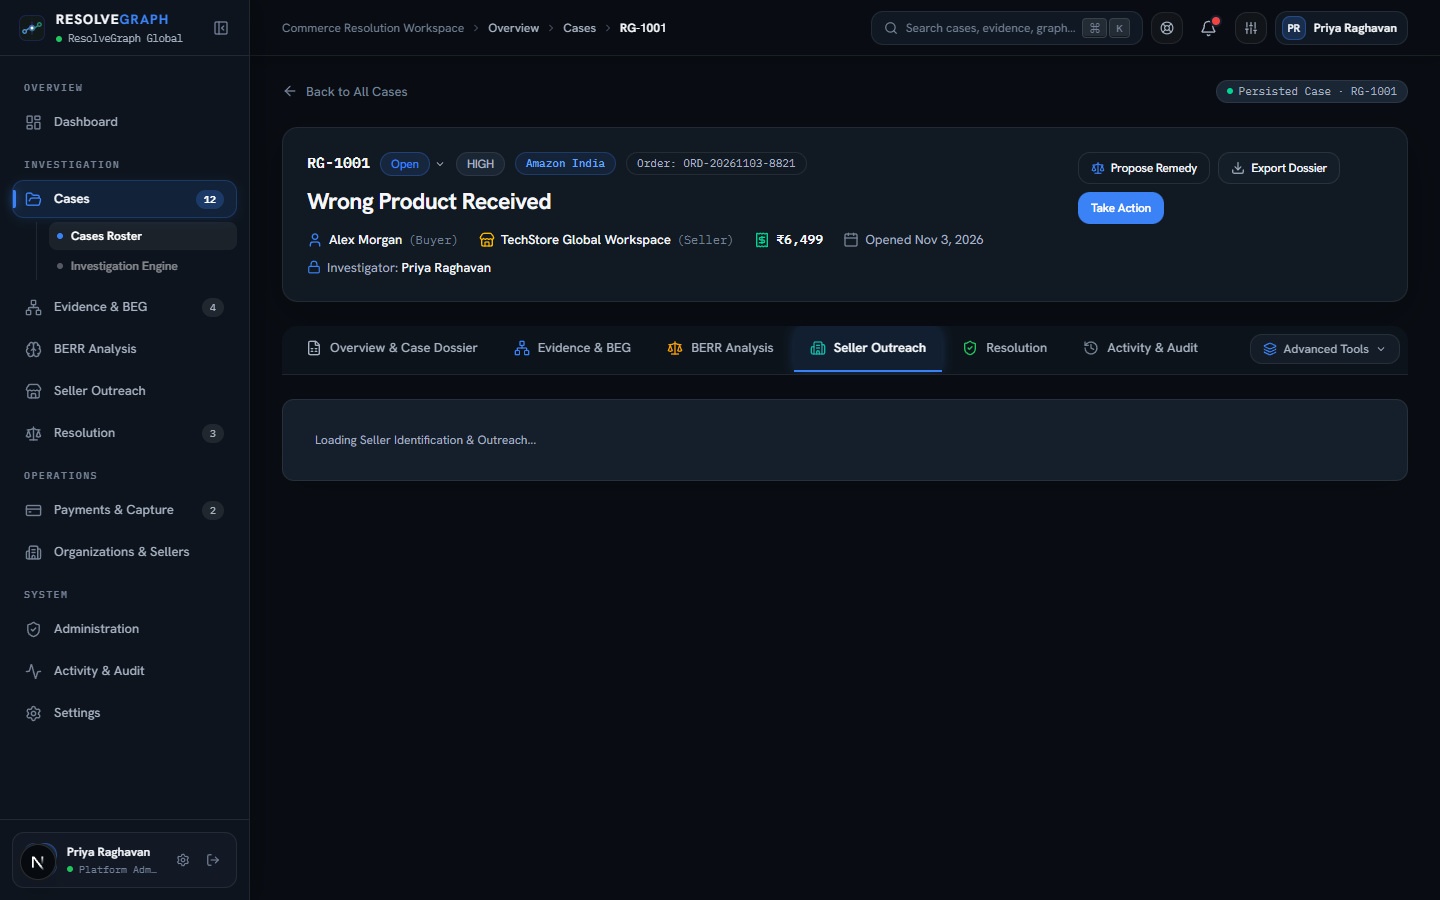 RESOLVEGRAPH
ResolveGraph Global
OVERVIEW
Dashboard
INVESTIGATION
Cases 12
Cases Roster
Investigation Engine
Evidence & BEG 4
BERR Analysis
Seller Outreach
Resolution 3
OPERATIONS
Payments & Capture 2
Organizations & Sellers
SYSTEM
Administration
Activity & Audit
Settings
N Priya Raghavan
Platform Adm…
Commerce Resolution Workspace > Overview > Cases > RG-1001
Search cases, evidence, graph... ⌘ K
PR Priya Raghavan
Back to All Cases
Persisted Case · RG-1001
RG-1001 Open HIGH Amazon India Order: ORD-20261103-8821
Propose Remedy Export Dossier
Wrong Product Received
Take Action
Alex Morgan (Buyer) TechStore Global Workspace (Seller) ₹6,499 Opened Nov 3, 2026
Investigator: Priya Raghavan
Overview & Case Dossier Evidence & BEG BERR Analysis Seller Outreach Resolution Activity & Audit Advanced Tools
Loading Seller Identification & Outreach...